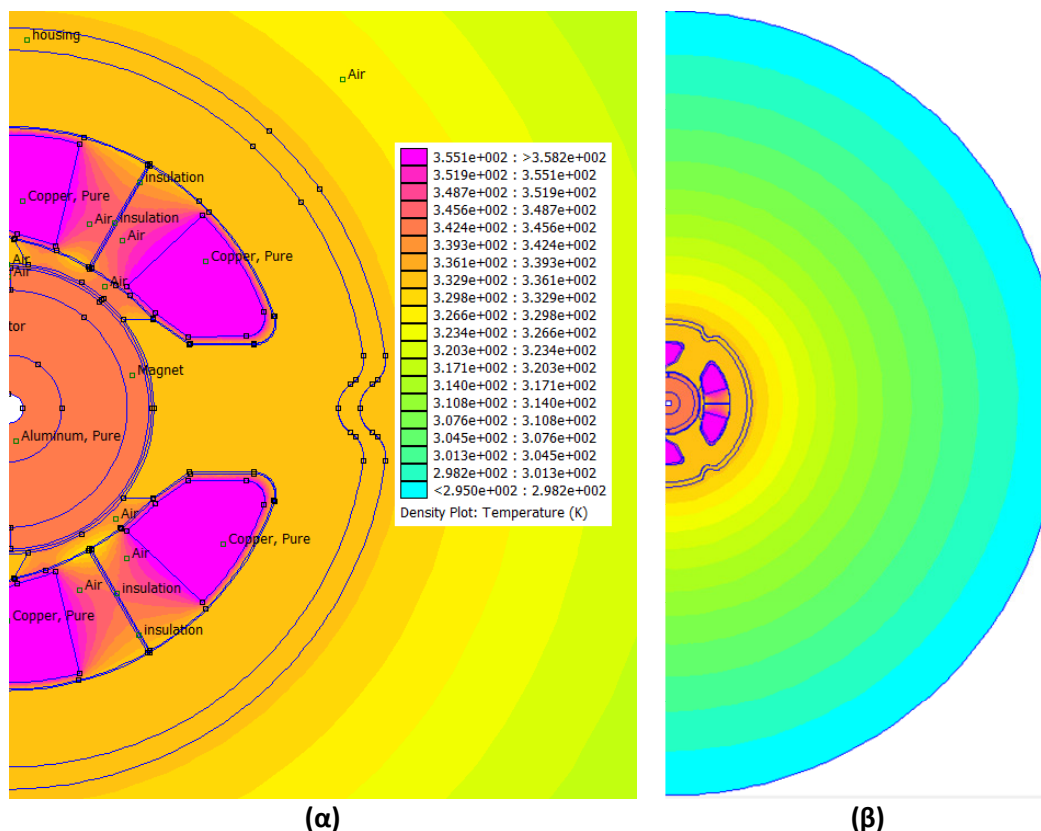 housing
Air
insulation
Copper, Pure
Air
insulation
Air
Copper, Pure
Air
Air
Air
tor
Magnet
Aluminum, Pure
Air
Copper, Pure
Air
Air
insulation
Copper, Pure
insulation
3.551e+002 : >3.582e+002
3.519e+002 : 3.551e+002
3.487e+002 : 3.519e+002
3.456e+002 : 3.487e+002
3.424e+002 : 3.456e+002
3.393e+002 : 3.424e+002
3.361e+002 : 3.393e+002
3.329e+002 : 3.361e+002
3.298e+002 : 3.329e+002
3.266e+002 : 3.298e+002
3.234e+002 : 3.266e+002
3.203e+002 : 3.234e+002
3.171e+002 : 3.203e+002
3.140e+002 : 3.171e+002
3.108e+002 : 3.140e+002
3.076e+002 : 3.108e+002
3.045e+002 : 3.076e+002
3.013e+002 : 3.045e+002
2.982e+002 : 3.013e+002
<2.950e+002 : 2.982e+002
Density Plot: Temperature (K)
(α)
(β)